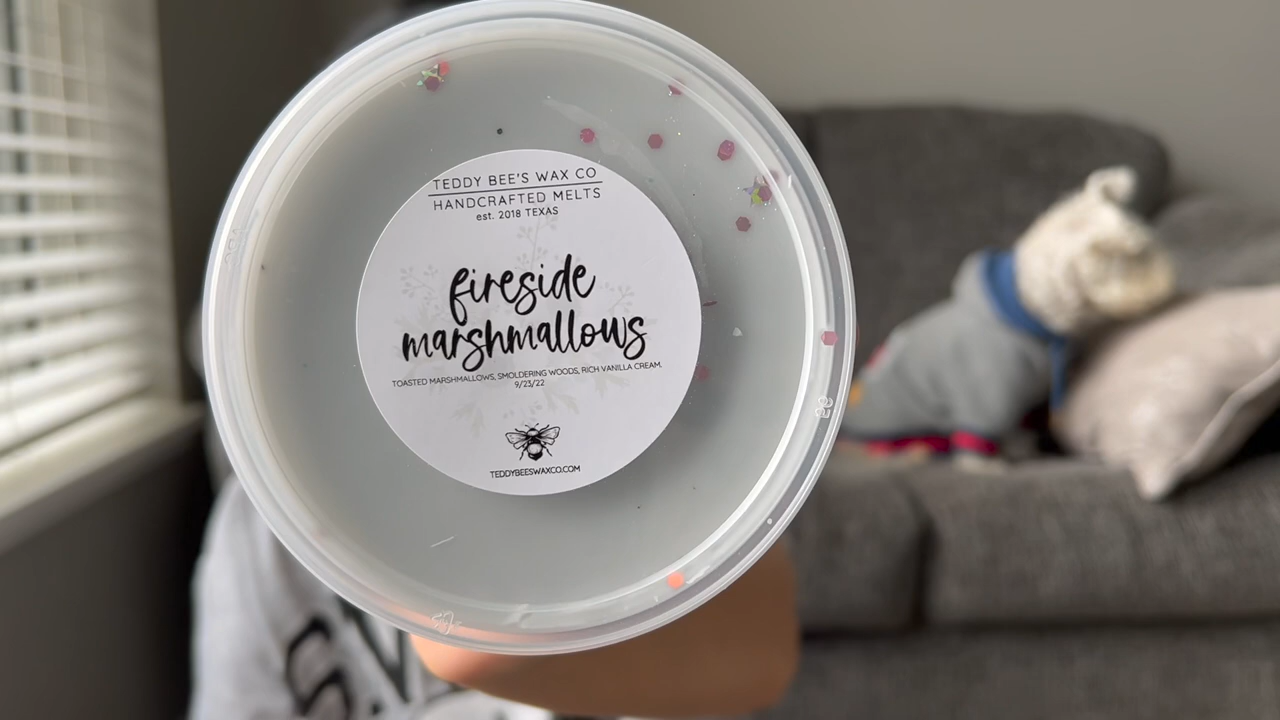 TEDDY BEE'S WAX CO
HANDCRAFTED MELTS
est. 2018 TEXAS
fireside
marshmallows
TOASTED MARSHMALLOWS, SMOLDERING WOODS, RICH VANILLA CREAM.
9/23/22
TEDDYBEESWAXCO.COM